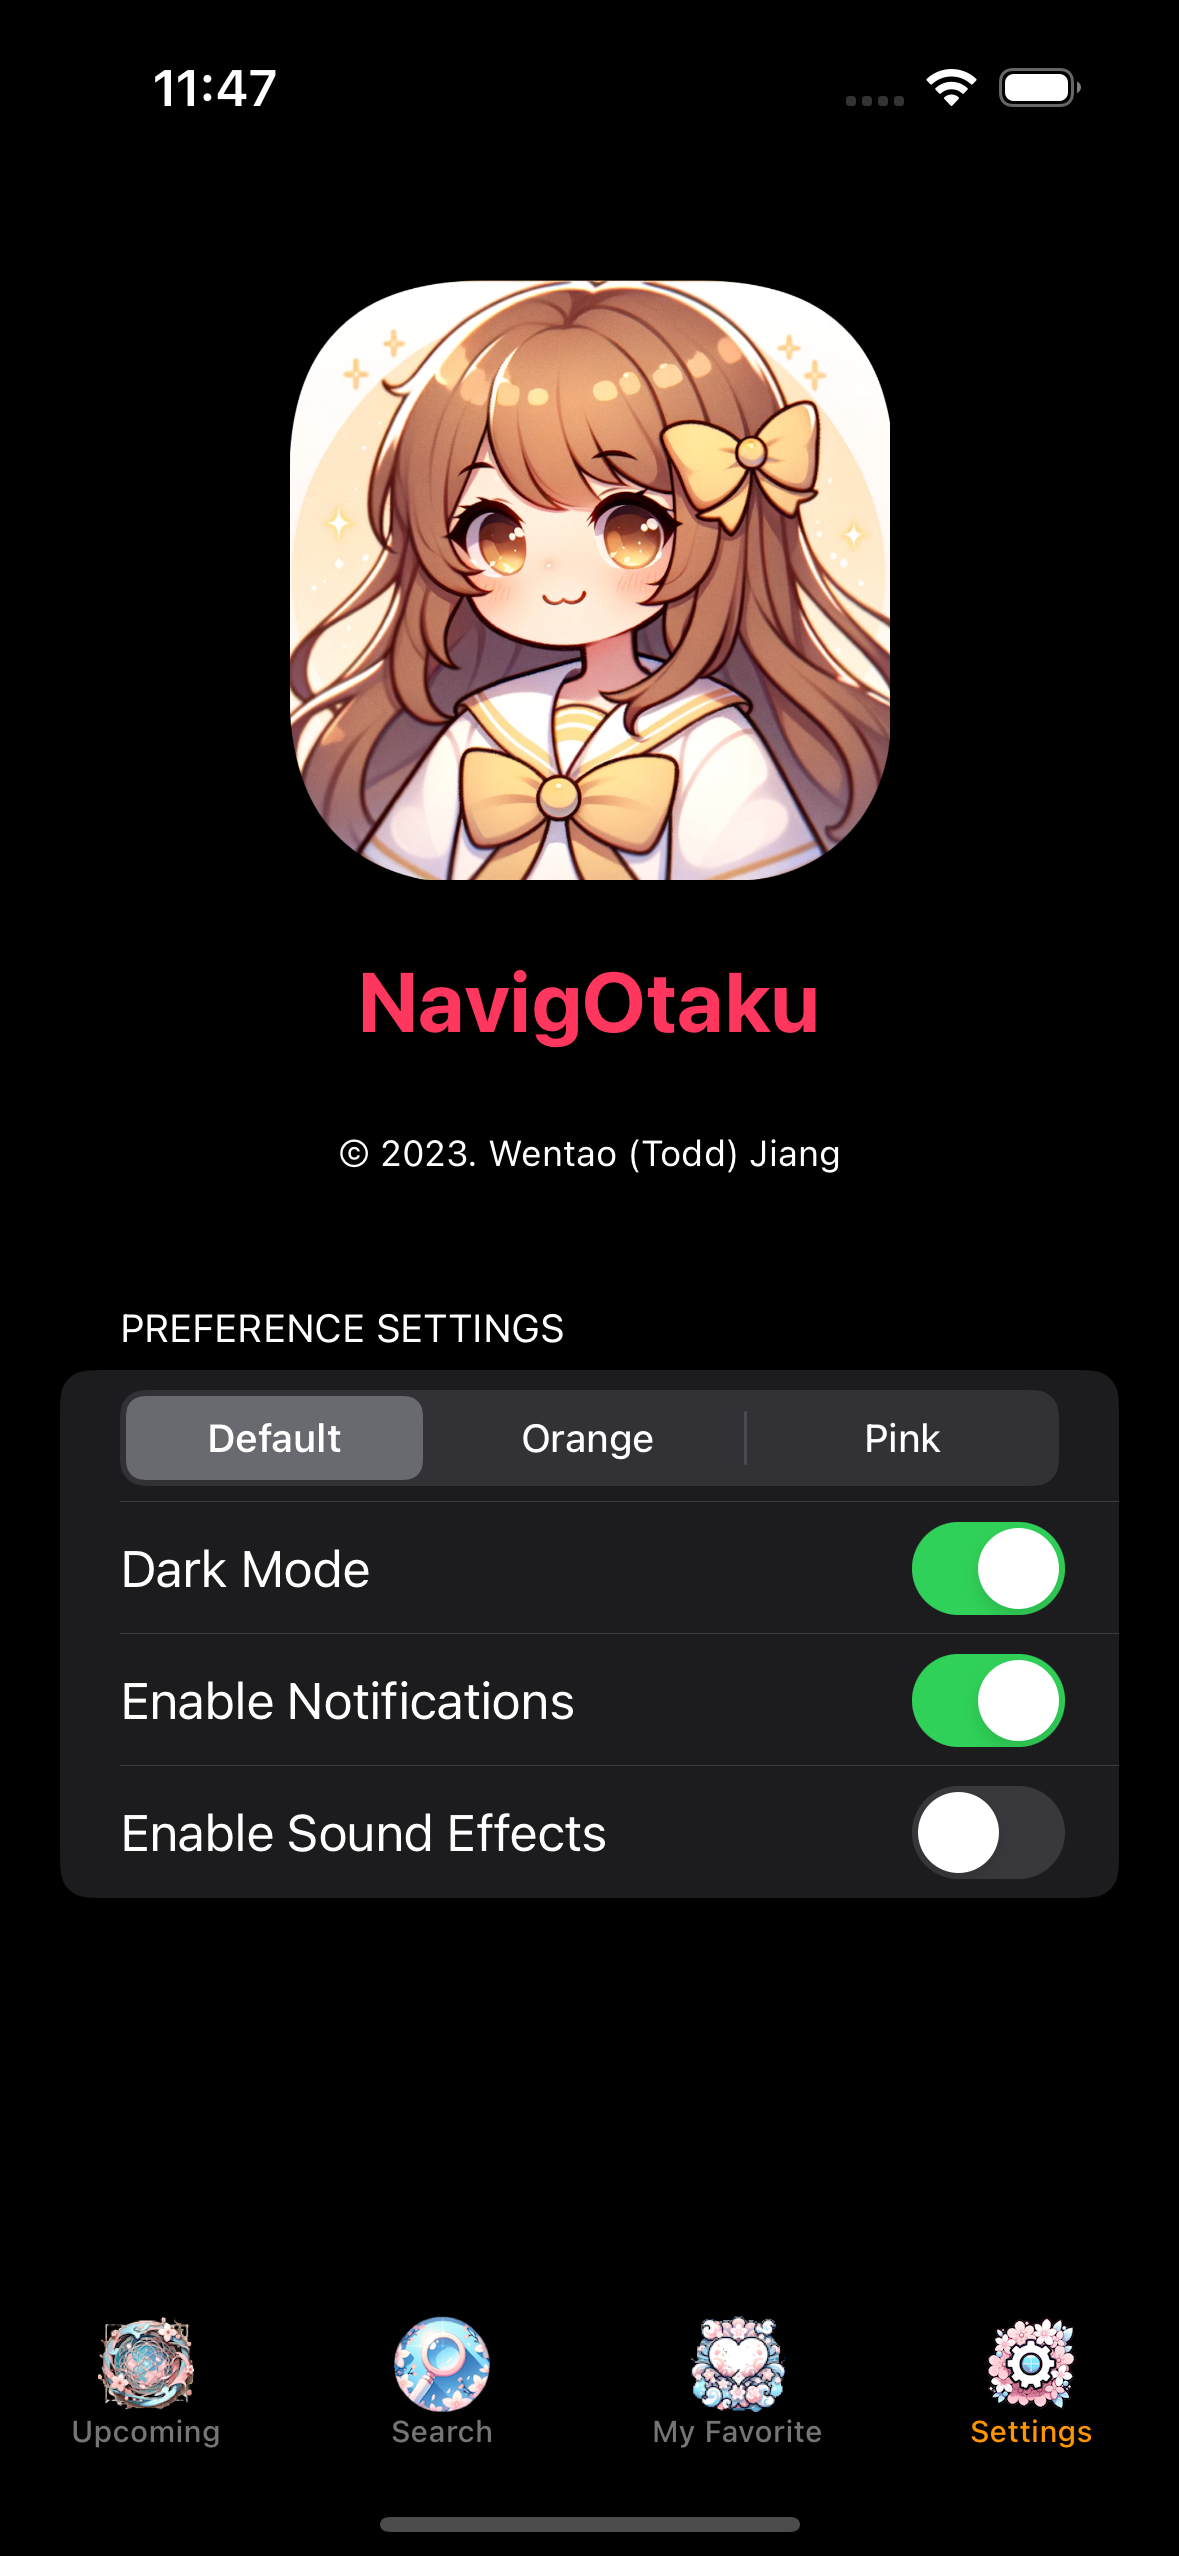 11:47
NavigOtaku
© 2023. Wentao (Todd) Jiang
PREFERENCE SETTINGS
Default Orange Pink
Dark Mode
Enable Notifications
Enable Sound Effects
Upcoming Search My Favorite Settings